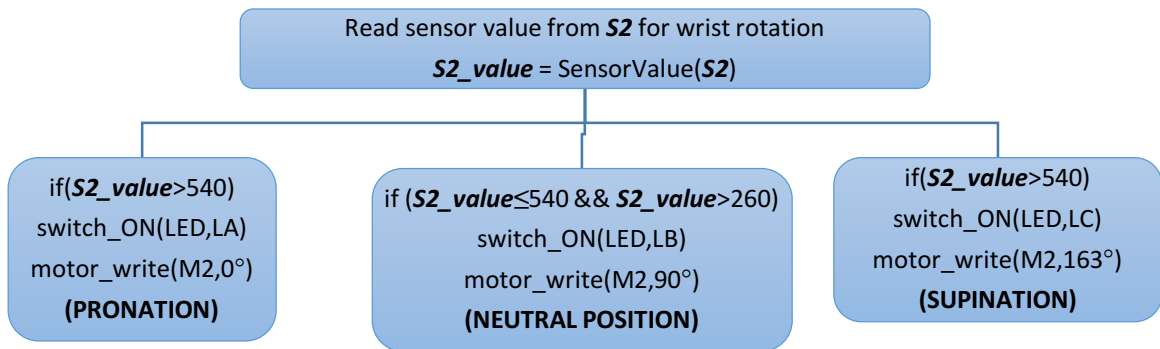 Read sensor value from S2 for wrist rotation
S2_value = SensorValue(S2)
if(S2_value>540)
switch_ON(LED,LA)
motor_write(M2,0°)
(PRONATION)
if (S2_value≤540 && S2_value>260)
switch_ON(LED,LB)
motor_write(M2,90°)
(NEUTRAL POSITION)
if(S2_value>540)
switch_ON(LED,LC)
motor_write(M2,163°)
(SUPINATION)